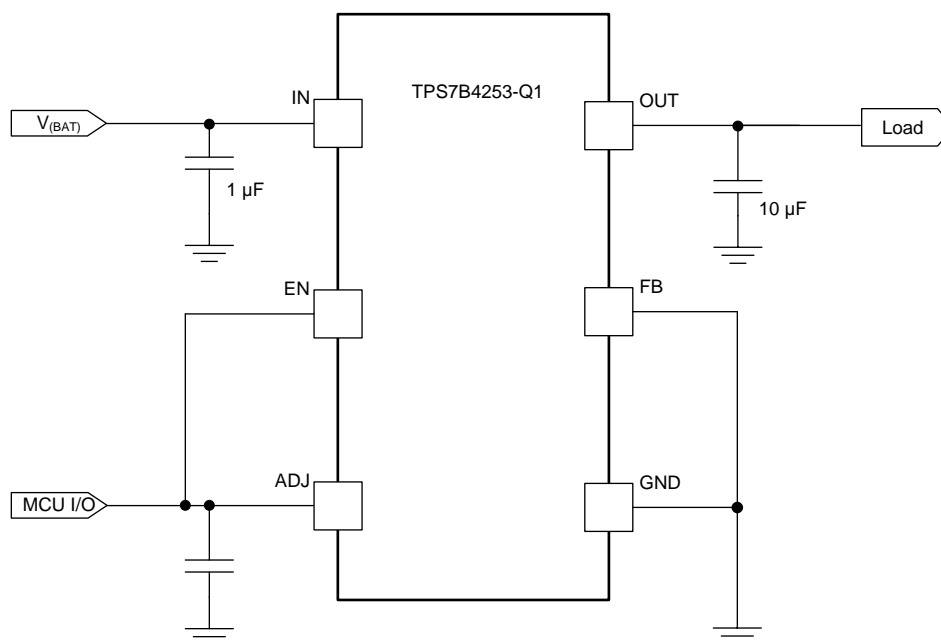 TPS7B4253-Q1
IN
OUT
V(BAT)
Load
1 µF
10 µF
EN
FB
ADJ
GND
MCU I/O